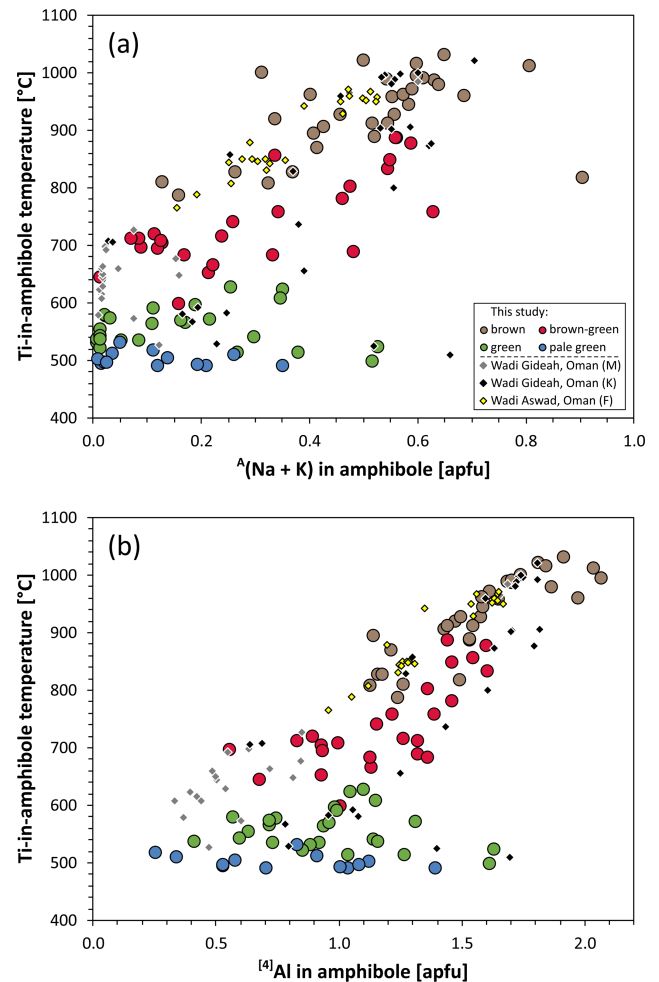 1100
(a)
1000
900
800
700
600
500
400
Ti-in-amphibole temperature [°C]
This study:
brown
brown-green
green
pale green
Wadi Gideah, Oman (M)
Wadi Gideah, Oman (K)
Wadi Aswad, Oman (F)
0.0 0.2 0.4 0.6 0.8 1.0
ᴬ(Na + K) in amphibole [apfu]
1100
(b)
1000
900
800
700
600
500
400
Ti-in-amphibole temperature [°C]
0.0 0.5 1.0 1.5 2.0
[4]Al in amphibole [apfu]